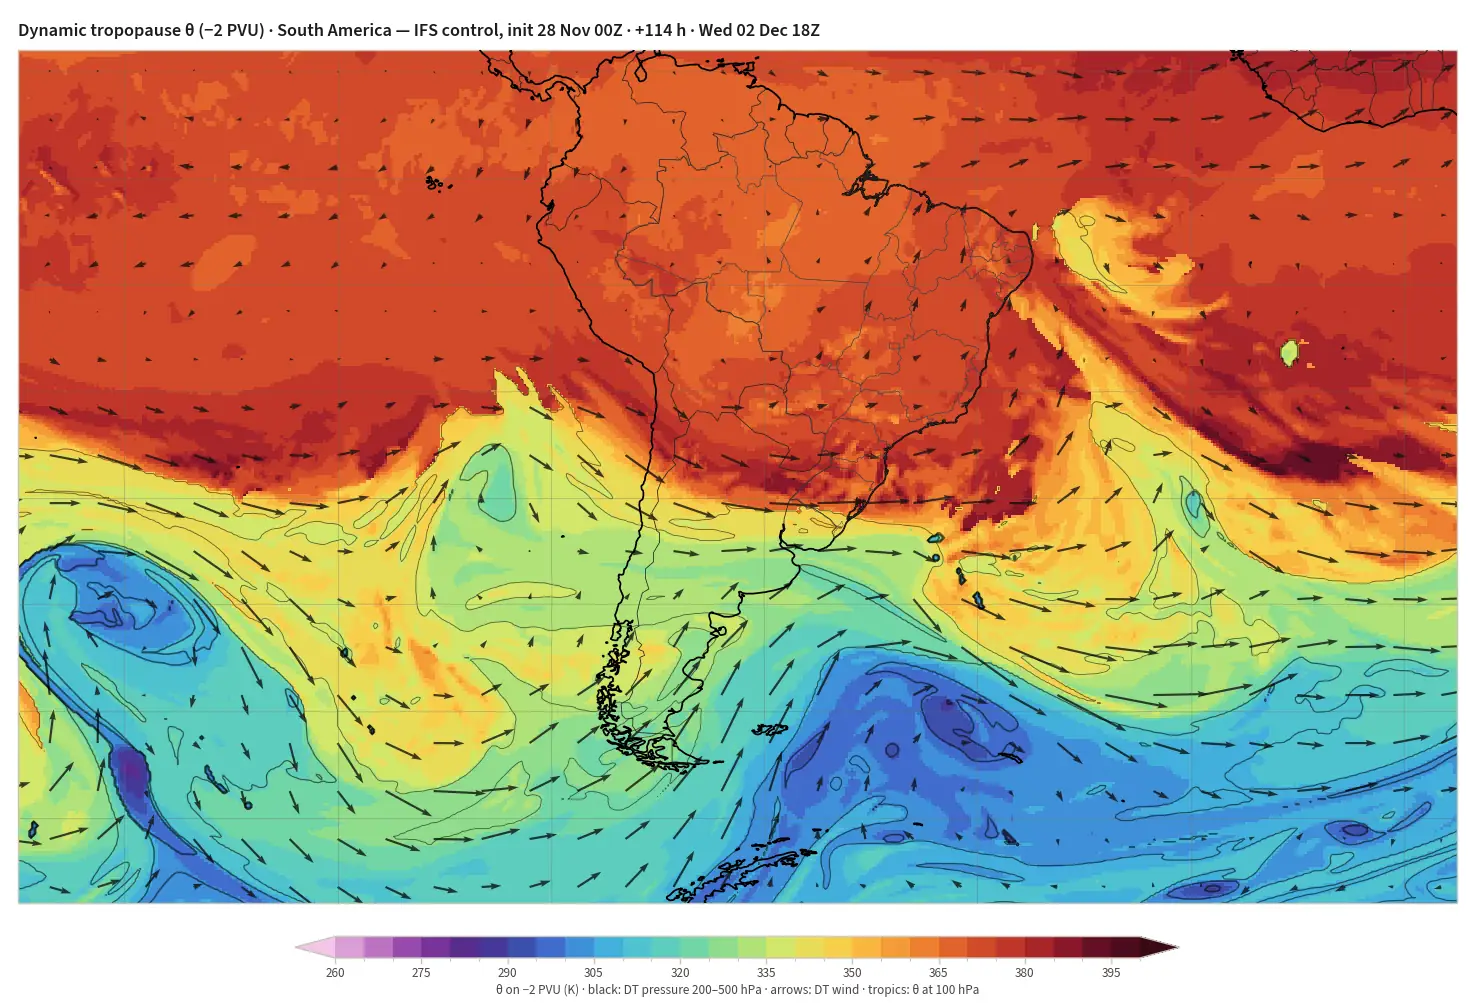 Dynamic tropopause θ (−2 PVU) · South America — IFS control, init 28 Nov 00Z · +114 h · Wed 02 Dec 18Z
260 275 290 305 320 335 350 365 380 395
θ on −2 PVU (K) · black: DT pressure 200–500 hPa · arrows: DT wind · tropics: θ at 100 hPa